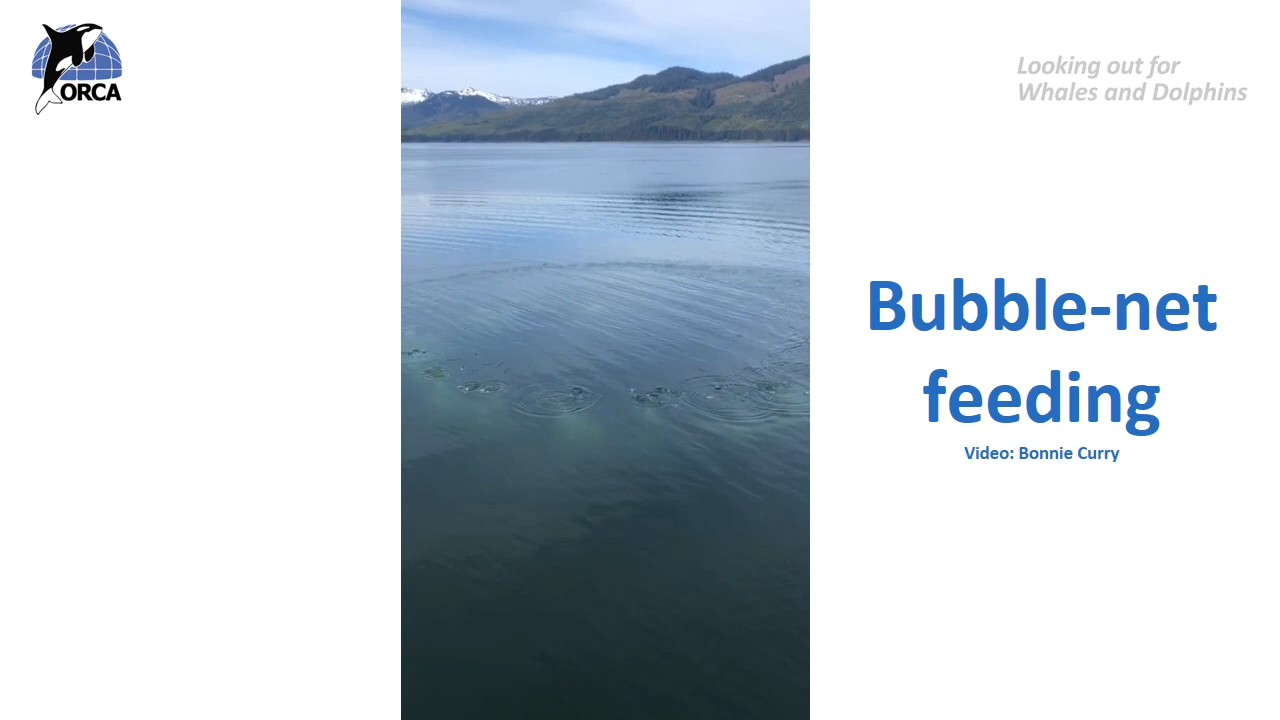 ORCA
Looking out for
Whales and Dolphins
Bubble-net
feeding
Video: Bonnie Curry